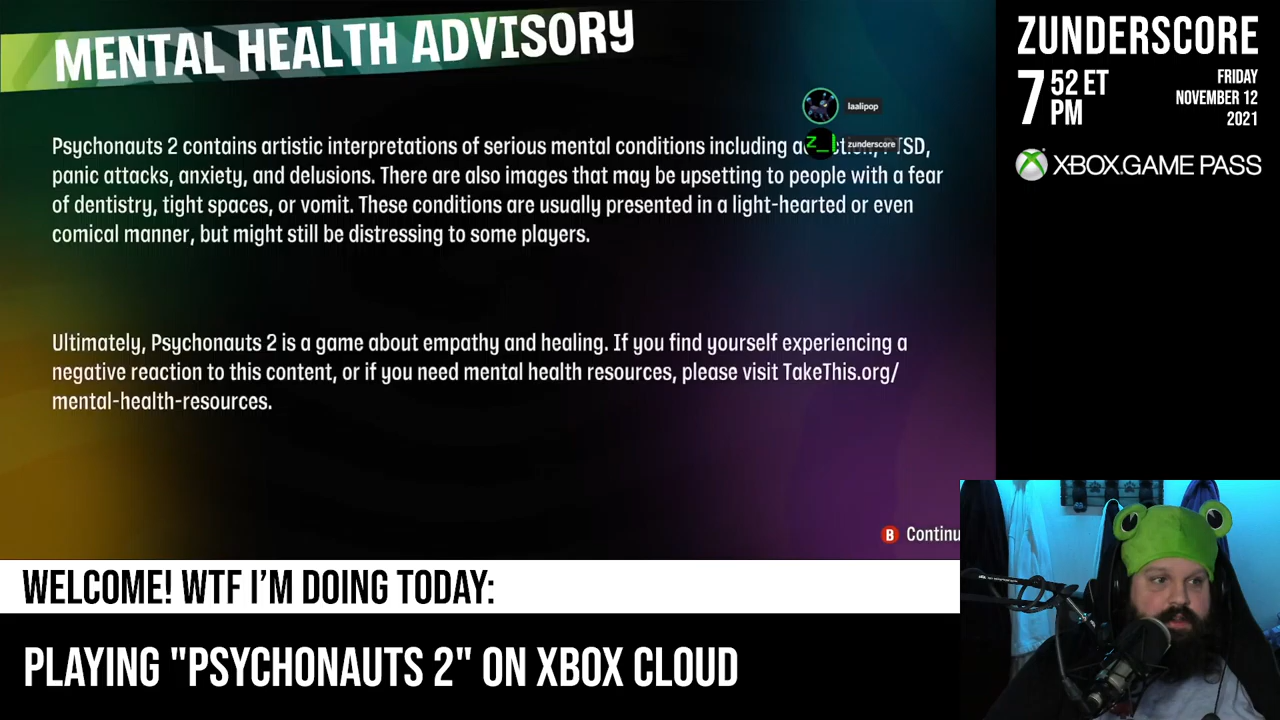 MENTAL HEALTH ADVISORY
Psychonauts 2 contains artistic interpretations of serious mental conditions including
panic attacks, anxiety, and delusions. There are also images that may be upsetting to people with a fear
of dentistry, tight spaces, or vomit. These conditions are usually presented in a light-hearted or even
comical manner, but might still be distressing to some players.
Ultimately, Psychonauts 2 is a game about empathy and healing. If you find yourself experiencing a
negative reaction to this content, or if you need mental health resources, please visit TakeThis.org/
mental-health-resources.
laalipop
z_
zunderscore
B Continu
ZUNDERSCORE
7 52 ET
PM
FRIDAY
NOVEMBER 12
2021
XBOX GAME PASS
WELCOME! WTF I'M DOING TODAY:
PLAYING "PSYCHONAUTS 2" ON XBOX CLOUD